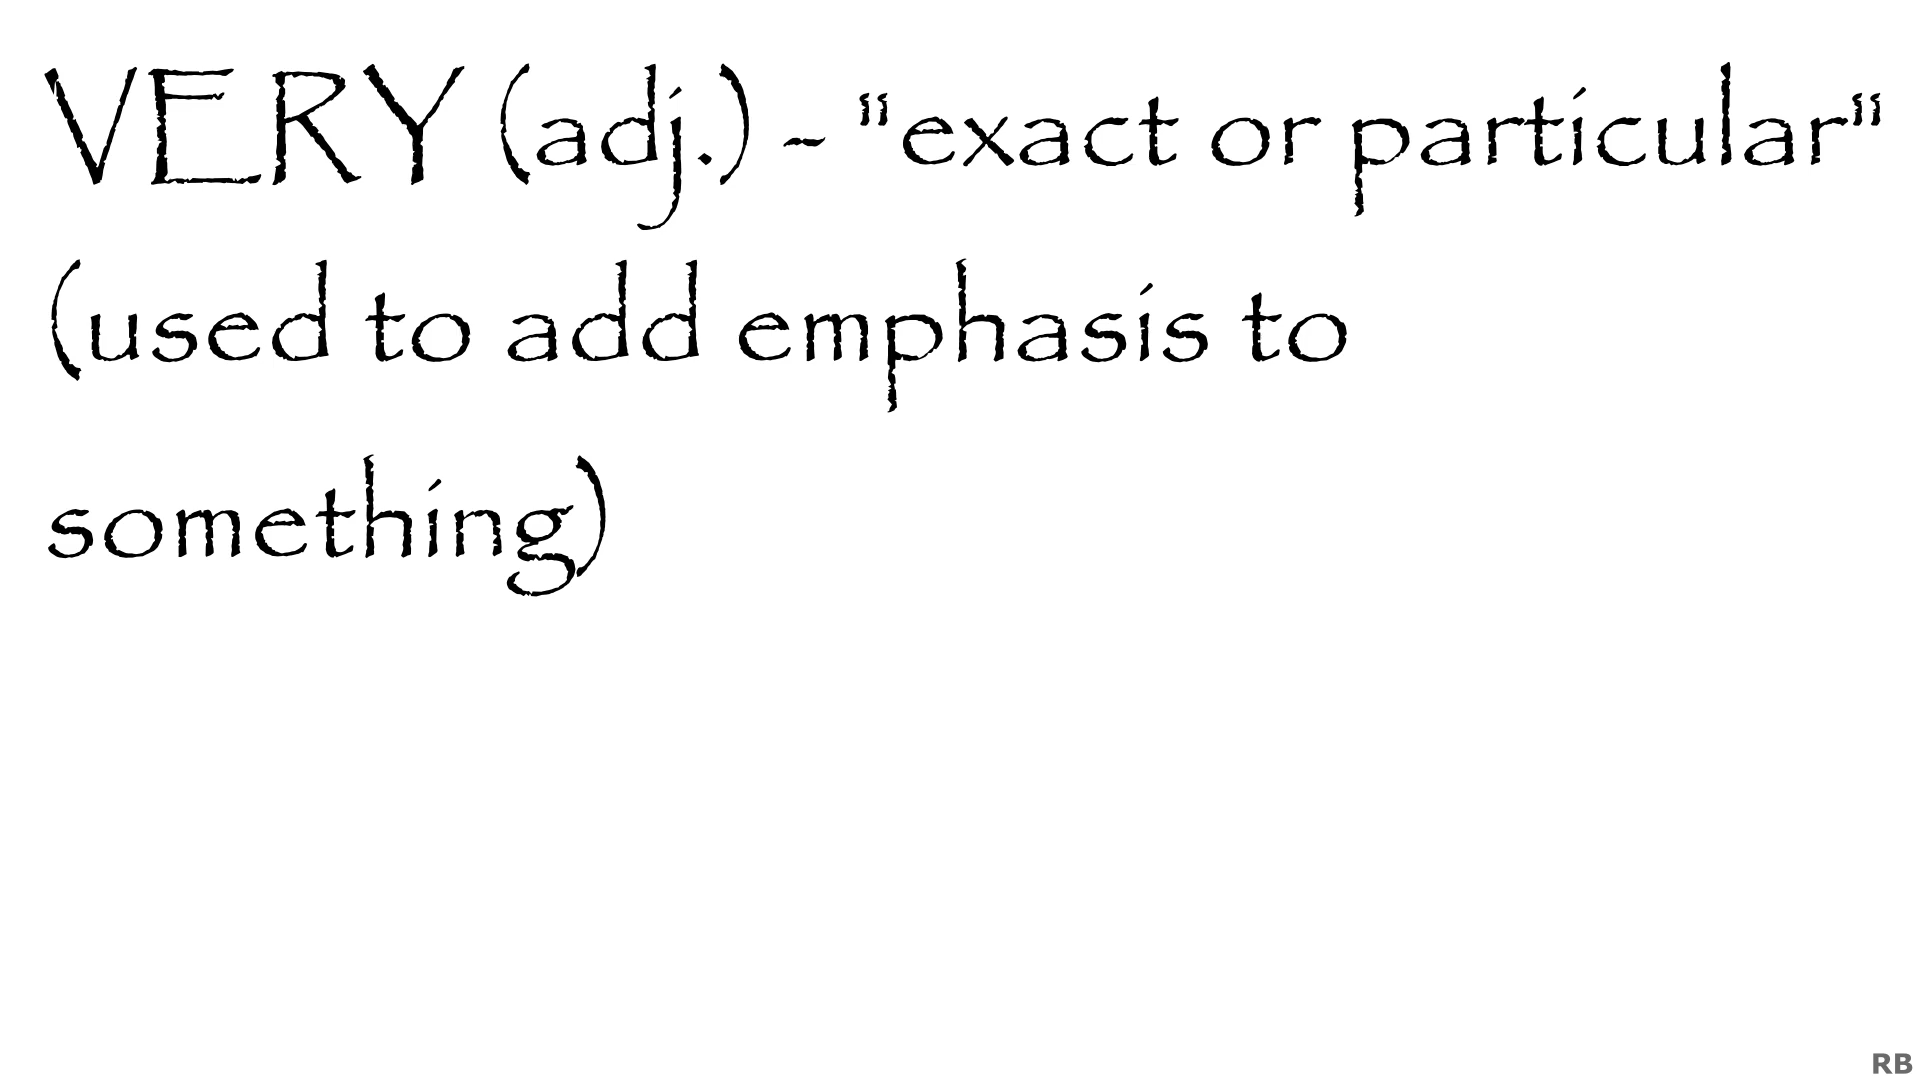 VERY (adj.) - "exact or particular"
(used to add emphasis to
something)
RB